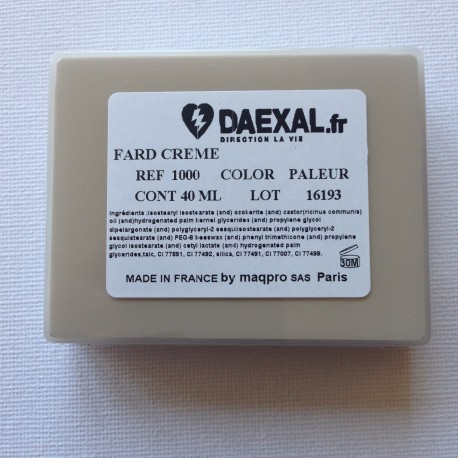 DAEXAL.fr
DIRECTION LA VIE
FARD CREME
REF 1000 COLOR PALEUR
CONT 40 ML LOT 16193
Ingrédients :isostearyl isostearate (and) ozokerite (and) castor(ricinus communis)
oil (and)hydrogenated palm kernel glycerides (and) propylene glycol
dipelargonate (and) polyglyceryl-2 sesquiisostearate (and) polyglyceryl-2
sesquistearate (and) PEG-8 beeswax (and) phenyl trimethicone (and) propylene
glycol isostearate (and) cetyl lactate (and) hydrogenated palm
glycerides,talc, CI 77891, CI 77492, silica, CI 77491, CI 77007, CI 77499.
30M
MADE IN FRANCE by maqpro SAS Paris